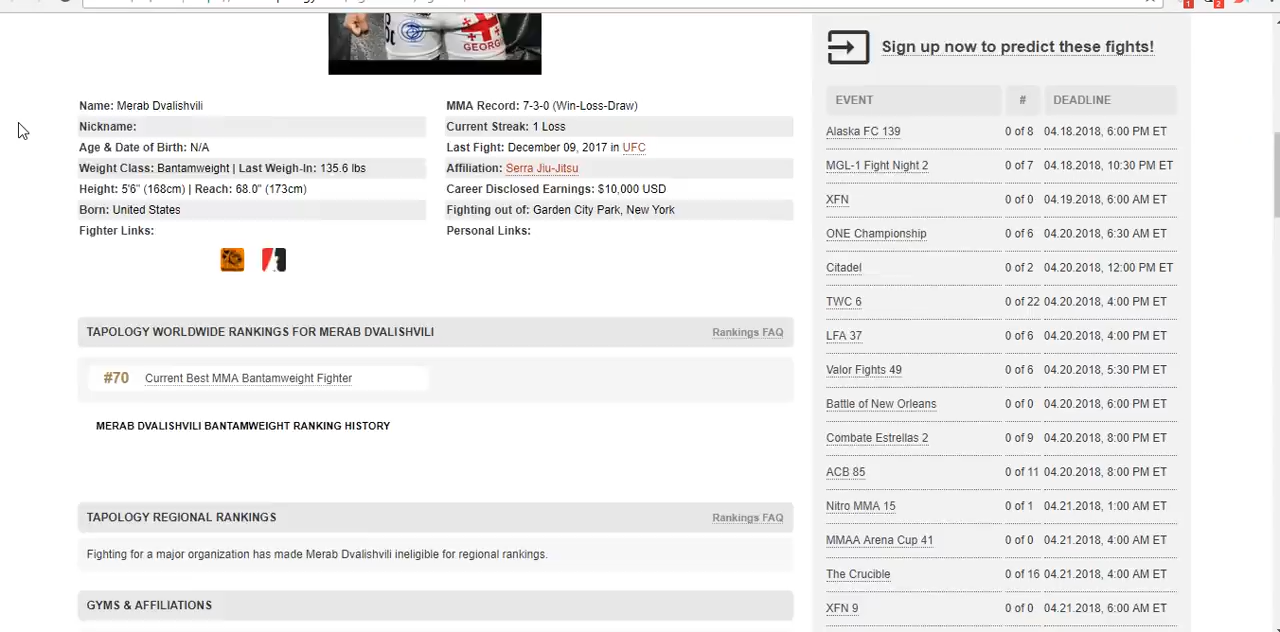 GEORG
Name: Merab Dvalishvili
Nickname:
Age & Date of Birth: N/A
Weight Class: Bantamweight | Last Weigh-In: 135.6 lbs
Height: 5'6" (168cm) | Reach: 68.0" (173cm)
Born: United States
Fighter Links:
MMA Record: 7-3-0 (Win-Loss-Draw)
Current Streak: 1 Loss
Last Fight: December 09, 2017 in UFC
Affiliation: Serra Jiu-Jitsu
Career Disclosed Earnings: $10,000 USD
Fighting out of: Garden City Park, New York
Personal Links:
TAPOLOGY WORLDWIDE RANKINGS FOR MERAB DVALISHVILI Rankings FAQ
#70 Current Best MMA Bantamweight Fighter
MERAB DVALISHVILI BANTAMWEIGHT RANKING HISTORY
TAPOLOGY REGIONAL RANKINGS Rankings FAQ
Fighting for a major organization has made Merab Dvalishvili ineligible for regional rankings.
GYMS & AFFILIATIONS
Sign up now to predict these fights!
EVENT # DEADLINE
Alaska FC 139 0 of 8 04.18.2018, 6:00 PM ET
MGL-1 Fight Night 2 0 of 7 04.18.2018, 10:30 PM ET
XFN 0 of 0 04.19.2018, 6:00 AM ET
ONE Championship 0 of 6 04.20.2018, 6:30 AM ET
Citadel 0 of 2 04.20.2018, 12:00 PM ET
TWC 6 0 of 22 04.20.2018, 4:00 PM ET
LFA 37 0 of 6 04.20.2018, 4:00 PM ET
Valor Fights 49 0 of 6 04.20.2018, 5:30 PM ET
Battle of New Orleans 0 of 0 04.20.2018, 6:00 PM ET
Combate Estrellas 2 0 of 9 04.20.2018, 8:00 PM ET
ACB 85 0 of 11 04.20.2018, 8:00 PM ET
Nitro MMA 15 0 of 1 04.21.2018, 1:00 AM ET
MMAA Arena Cup 41 0 of 0 04.21.2018, 4:00 AM ET
The Crucible 0 of 16 04.21.2018, 4:00 AM ET
XFN 9 0 of 0 04.21.2018, 6:00 AM ET